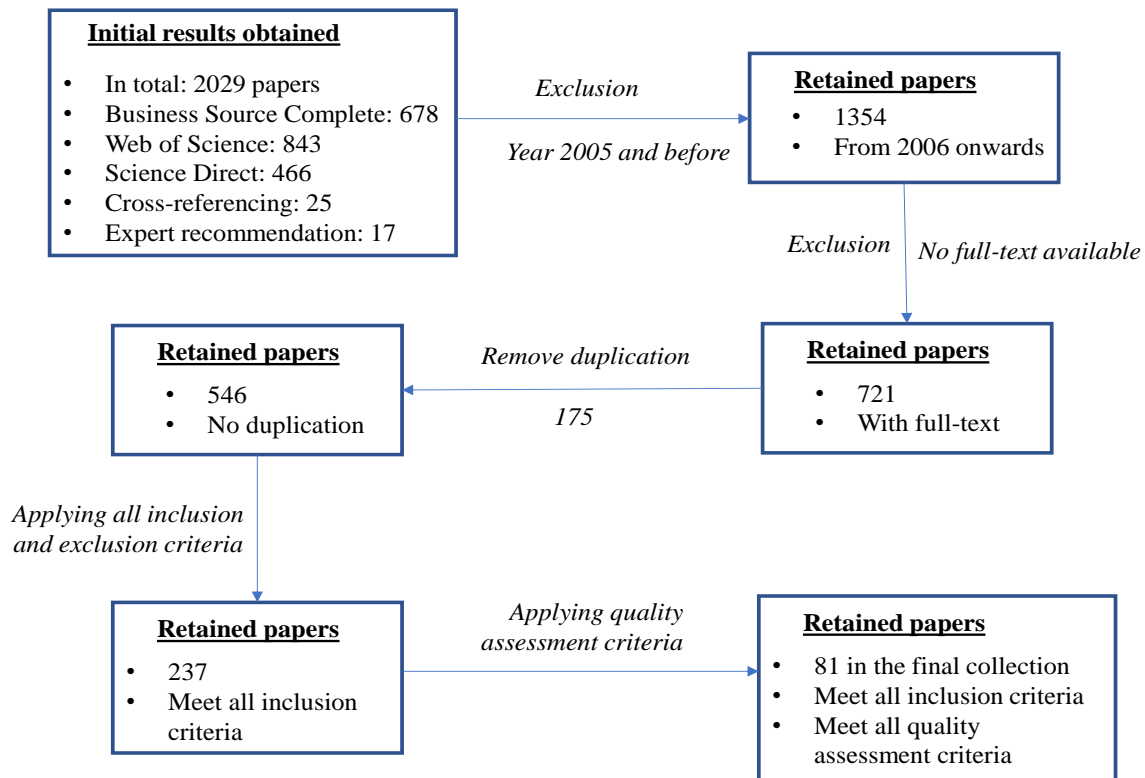 Initial results obtained
• In total: 2029 papers
• Business Source Complete: 678
• Web of Science: 843
• Science Direct: 466
• Cross-referencing: 25
• Expert recommendation: 17
Exclusion
Year 2005 and before
Retained papers
• 1354
• From 2006 onwards
Exclusion
No full-text available
Retained papers
• 721
• With full-text
Remove duplication
175
Retained papers
• 546
• No duplication
Applying all inclusion
and exclusion criteria
Retained papers
• 237
• Meet all inclusion
criteria
Applying quality
assessment criteria
Retained papers
• 81 in the final collection
• Meet all inclusion criteria
• Meet all quality
assessment criteria